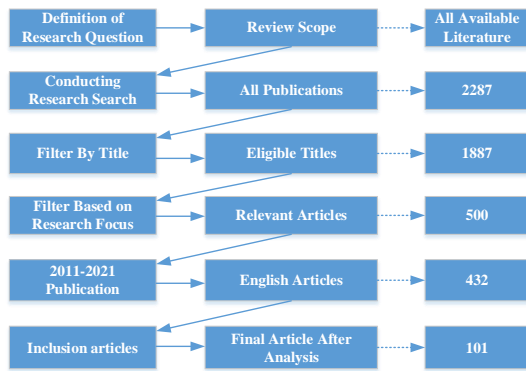 Definition of
Research Question
Review Scope
All Available
Literature
Conducting
Research Search
All Publications
2287
Filter By Title
Eligible Titles
1887
Filter Based on
Research Focus
Relevant Articles
500
2011-2021
Publication
English Articles
432
Inclusion articles
Final Article After
Analysis
101